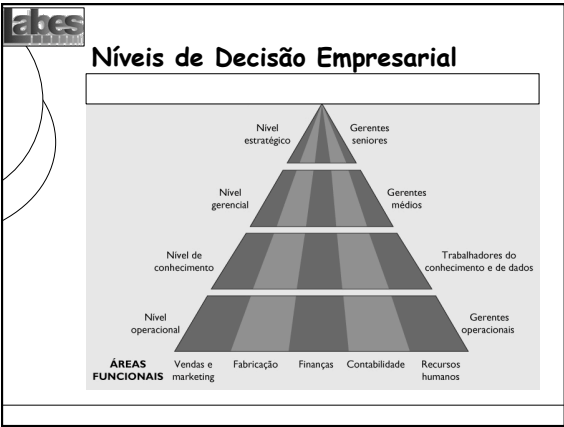 Labes
Níveis de Decisão Empresarial
Nível
estratégico
Gerentes
seniores
Nível
gerencial
Gerentes
médios
Nível de
conhecimento
Trabalhadores do
conhecimento e de dados
Nível
operacional
Gerentes
operacionais
ÁREAS
FUNCIONAIS
Vendas e
marketing
Fabricação
Finanças
Contabilidade
Recursos
humanos